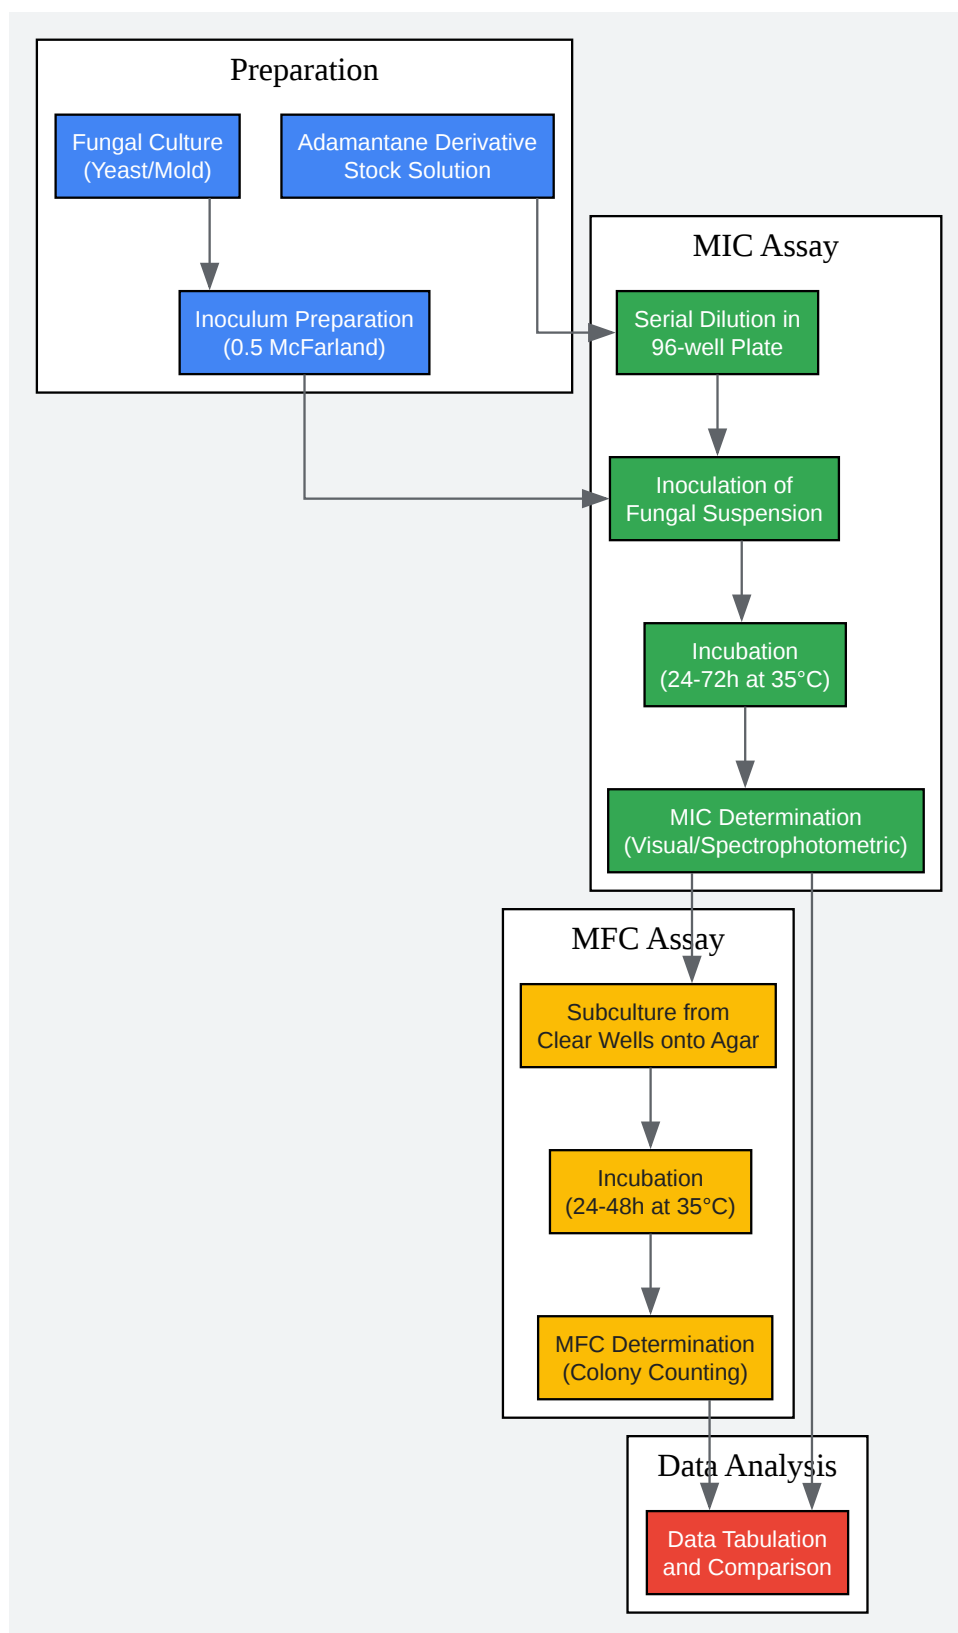 Preparation
Fungal Culture
(Yeast/Mold)
Adamantane Derivative
Stock Solution
Inoculum Preparation
(0.5 McFarland)
MIC Assay
Serial Dilution in
96-well Plate
Inoculation of
Fungal Suspension
Incubation
(24-72h at 35°C)
MIC Determination
(Visual/Spectrophotometric)
MFC Assay
Subculture from
Clear Wells onto Agar
Incubation
(24-48h at 35°C)
MFC Determination
(Colony Counting)
Data Analysis
Data Tabulation
and Comparison